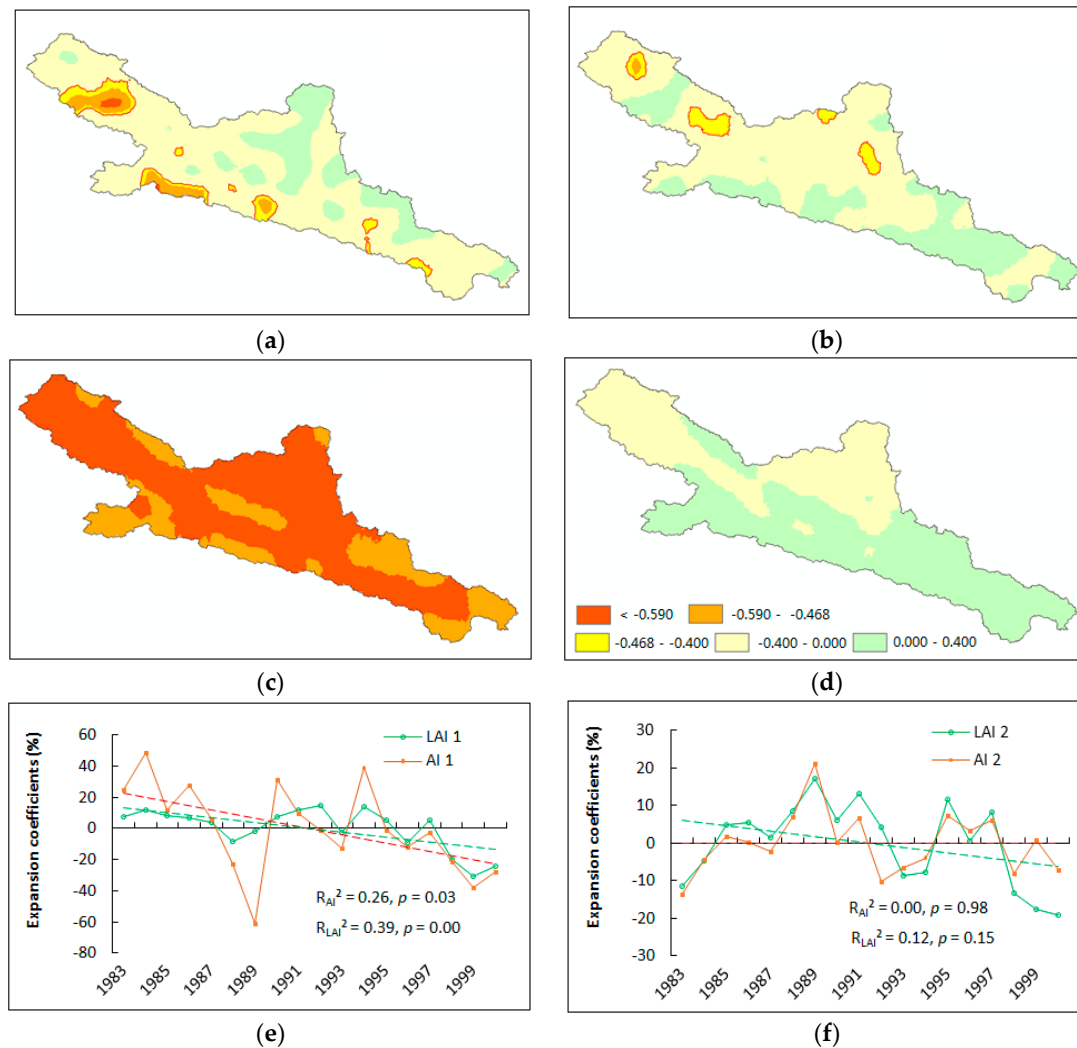 (a)
(b)
< -0.590
-0.590 - -0.468
-0.468 - -0.400
-0.400 - 0.000
0.000 - 0.400
(c)
(d)
Expansion coefficients (%)
60
40
20
0
-20
-40
-60
-80
LAI 1
AI 1
R_AI² = 0.26, p = 0.03
R_LAI² = 0.39, p = 0.00
1983
1985
1987
1989
1991
1993
1995
1997
1999
(e)
Expansion coefficients (%)
30
20
10
0
-10
-20
-30
LAI 2
AI 2
R_AI² = 0.00, p = 0.98
R_LAI² = 0.12, p = 0.15
1983
1985
1987
1989
1991
1993
1995
1997
1999
(f)